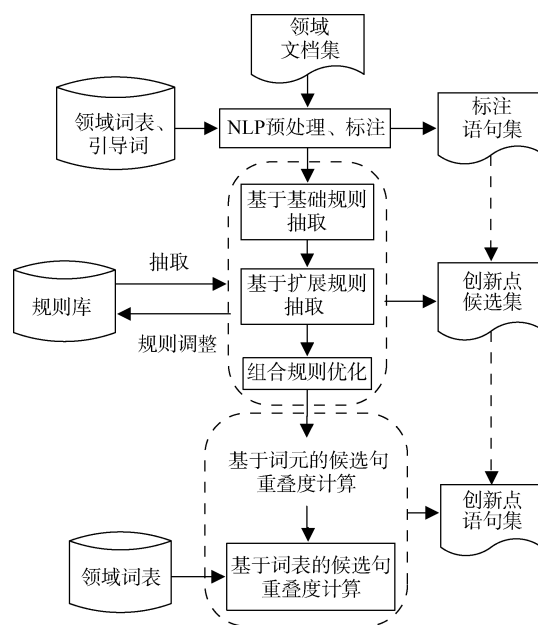 领域
文档集
领域词表、
引导词
NLP预处理、标注
标注
语句集
基于基础规则
抽取
抽取
规则库
规则调整
基于扩展规则
抽取
创新点
候选集
组合规则优化
基于词元的候选句
重叠度计算
创新点
语句集
领域词表
基于词表的候选句
重叠度计算